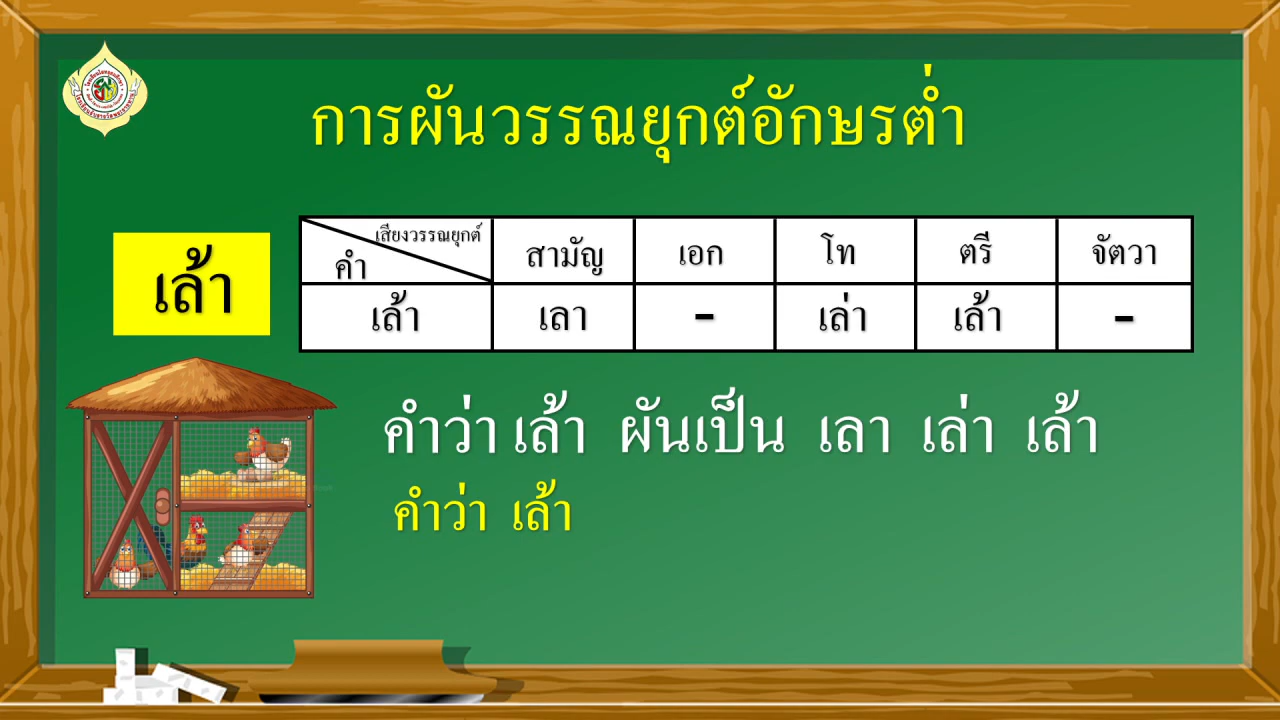 การผันวรรณยุกต์อักษรต่ำ
เล้า
เสียงวรรณยุกต์
คำ สามัญ เอก โท ตรี จัตวา
เล้า เลา - เล่า เล้า -
คำว่า เล้า ผันเป็น เลา เล่า เล้า
คำว่า เล้า